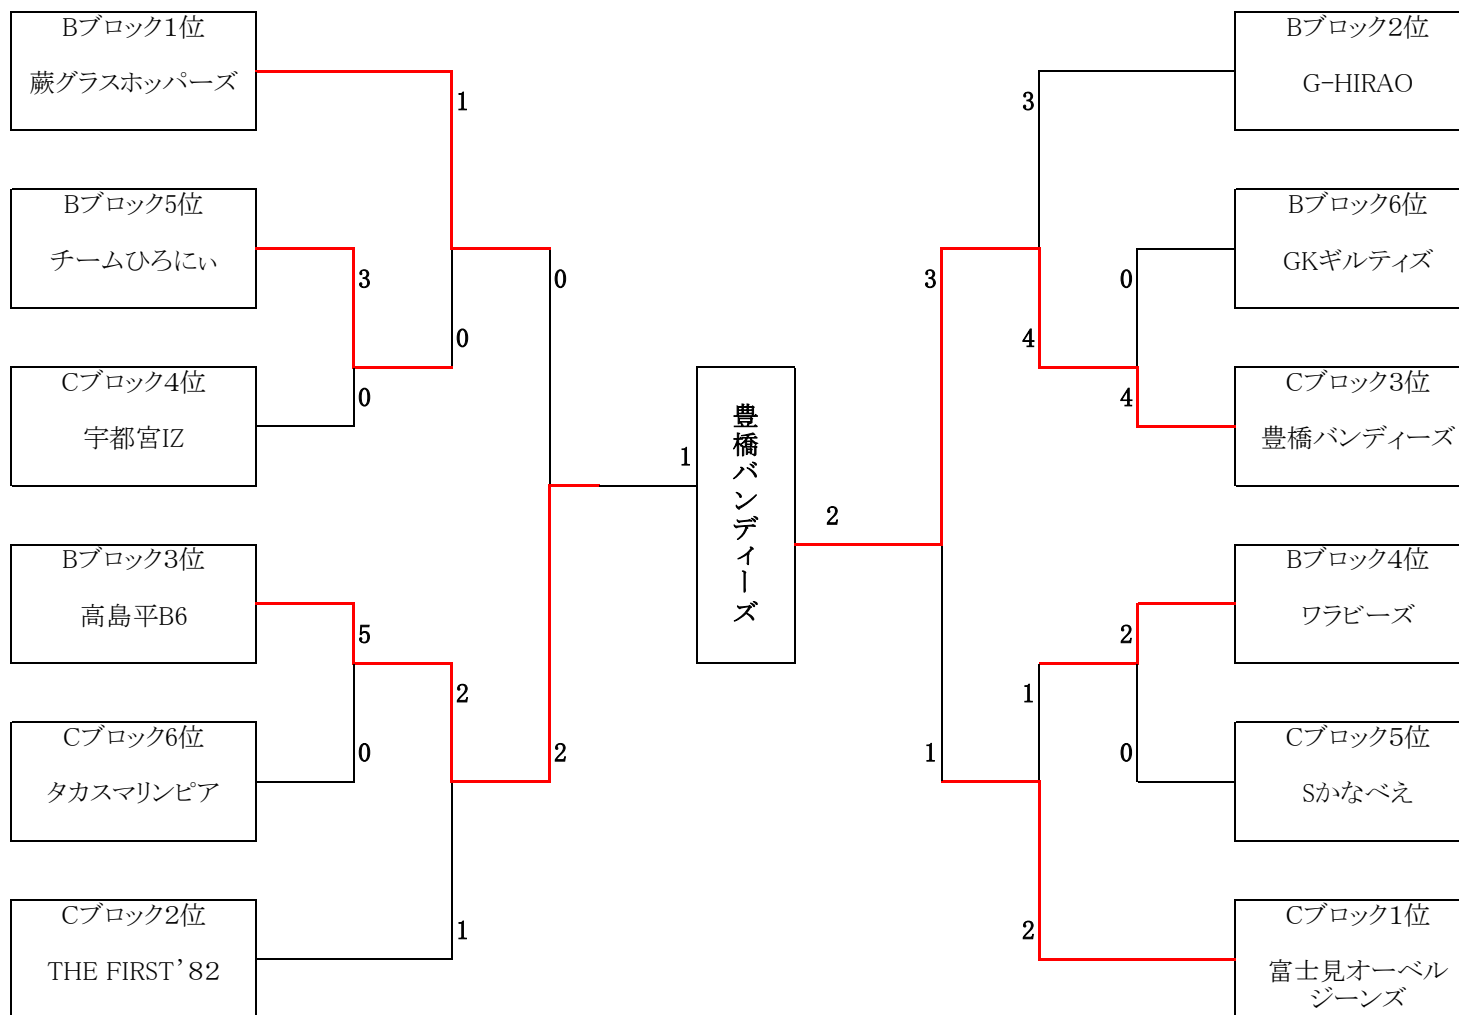 Bブロック1位
蕨グラスホッパーズ
1
Bブロック5位
チームひろにぃ
3
0
0
Cブロック4位
宇都宮IZ
0
Bブロック3位
高島平B6
5
2
Cブロック6位
タカスマリンピア
0
2
Cブロック2位
THE FIRST’82
1
1
豊橋バンディーズ
2
Bブロック2位
G-HIRAO
3
Bブロック6位
GKギルティズ
3
0
4
Cブロック3位
豊橋バンディーズ
4
Bブロック4位
ワラビーズ
2
1
Cブロック5位
Sかなべえ
1
0
Cブロック1位
富士見オーベル
ジーンズ
2